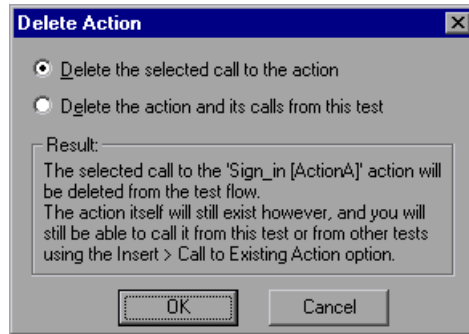 Delete Action
Delete the selected call to the action
Delete the action and its calls from this test
Result:
The selected call to the 'Sign_in [ActionA]' action will
be deleted from the test flow.
The action itself will still exist however, and you will
still be able to call it from this test or from other tests
using the Insert > Call to Existing Action option.
OK
Cancel